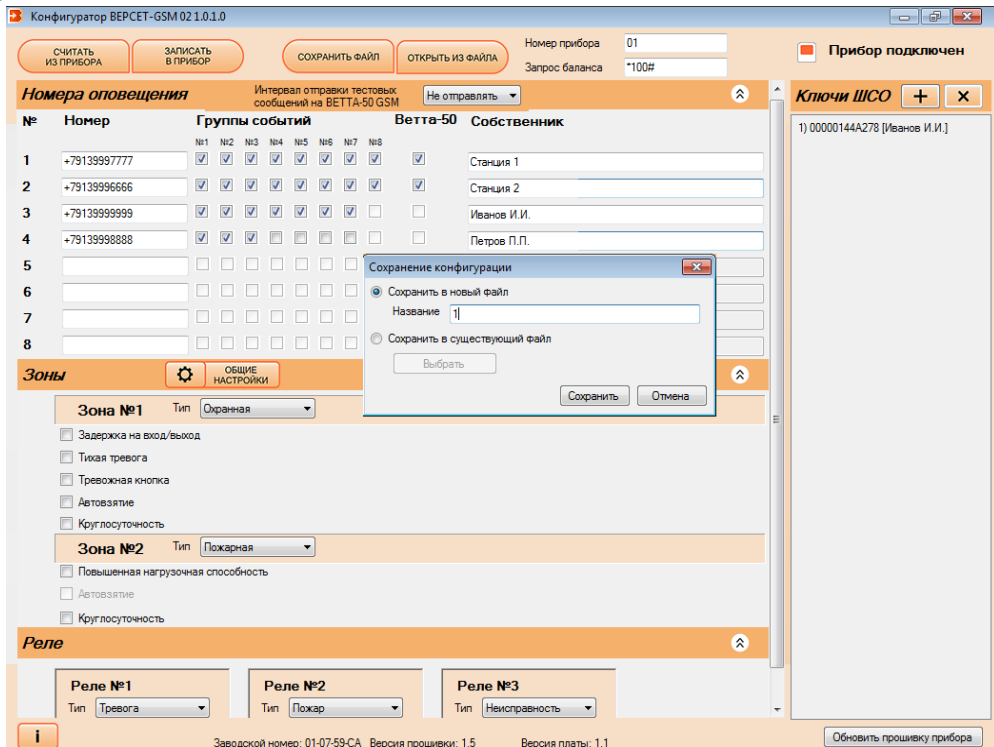 Конфигуратор ВЕРСЕТ-GSM 02 1.0.1.0
СЧИТАТЬ ИЗ ПРИБОРА
ЗАПИСАТЬ В ПРИБОР
СОХРАНИТЬ ФАЙЛ
ОТКРЫТЬ ИЗ ФАЙЛА
Номер прибора 01
Запрос баланса *100#
Прибор подключен
Номера оповещения
Интервал отправки тестовых
сообщений на ВЕТТА-50 GSM
Не отправлять
Ключи ШСО
1) 00000144A278 [Иванов И.И.]
№ Номер Группы событий Ветта-50 Собственник
№1 №2 №3 №4 №5 №6 №7 №8
1 +79139997777 Станция 1
2 +79139996666 Станция 2
3 +79139999999 Иванов И.И.
4 +79139998888 Петров П.П.
5
6
7
8
Сохранение конфигурации
Сохранить в новый файл
Название 1
Сохранить в существующий файл
Выбрать
Сохранить Отмена
Зоны
ОБЩИЕ НАСТРОЙКИ
Зона №1 Тип Охранная
Задержка на вход/выход
Тихая тревога
Тревожная кнопка
Автовзятие
Круглосуточность
Зона №2 Тип Пожарная
Повышенная нагрузочная способность
Автовзятие
Круглосуточность
Реле
Реле №1 Реле №2 Реле №3
Тип Тревога Тип Пожар Тип Неисправность
i
Заводской номер: 01-07-59-CA Версия прошивки: 1.5 Версия платы: 1.1
Обновить прошивку прибора